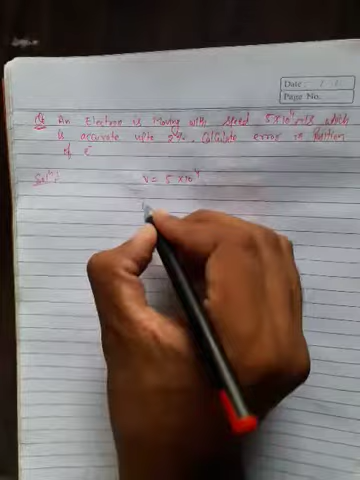 Date : / /
Page No.
Q: An Electron is Moving with speed 5×10⁴ m/s which
is accurate upto 2%. Calculate error in Position
of e⁻
Solⁿ:
V = 5 ×10⁴